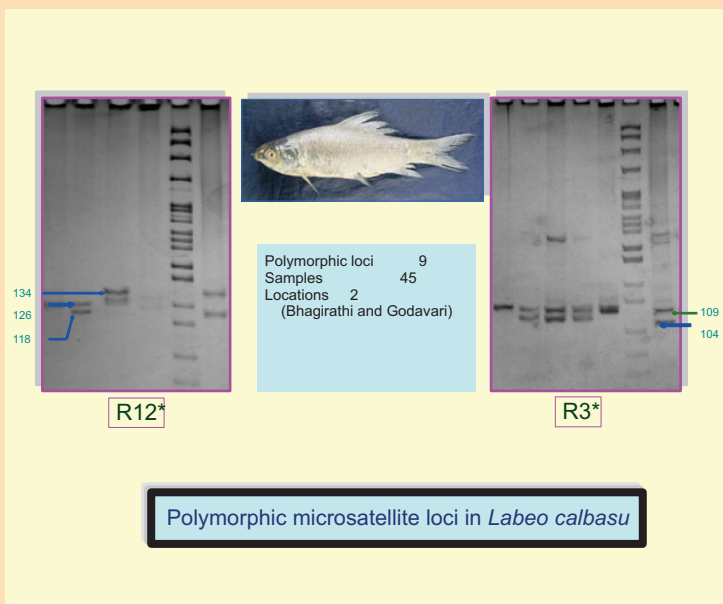 134
126
118
R12*
Polymorphic loci 9
Samples 45
Locations 2
(Bhagirathi and Godavari)
109
104
R3*
Polymorphic microsatellite loci in Labeo calbasu